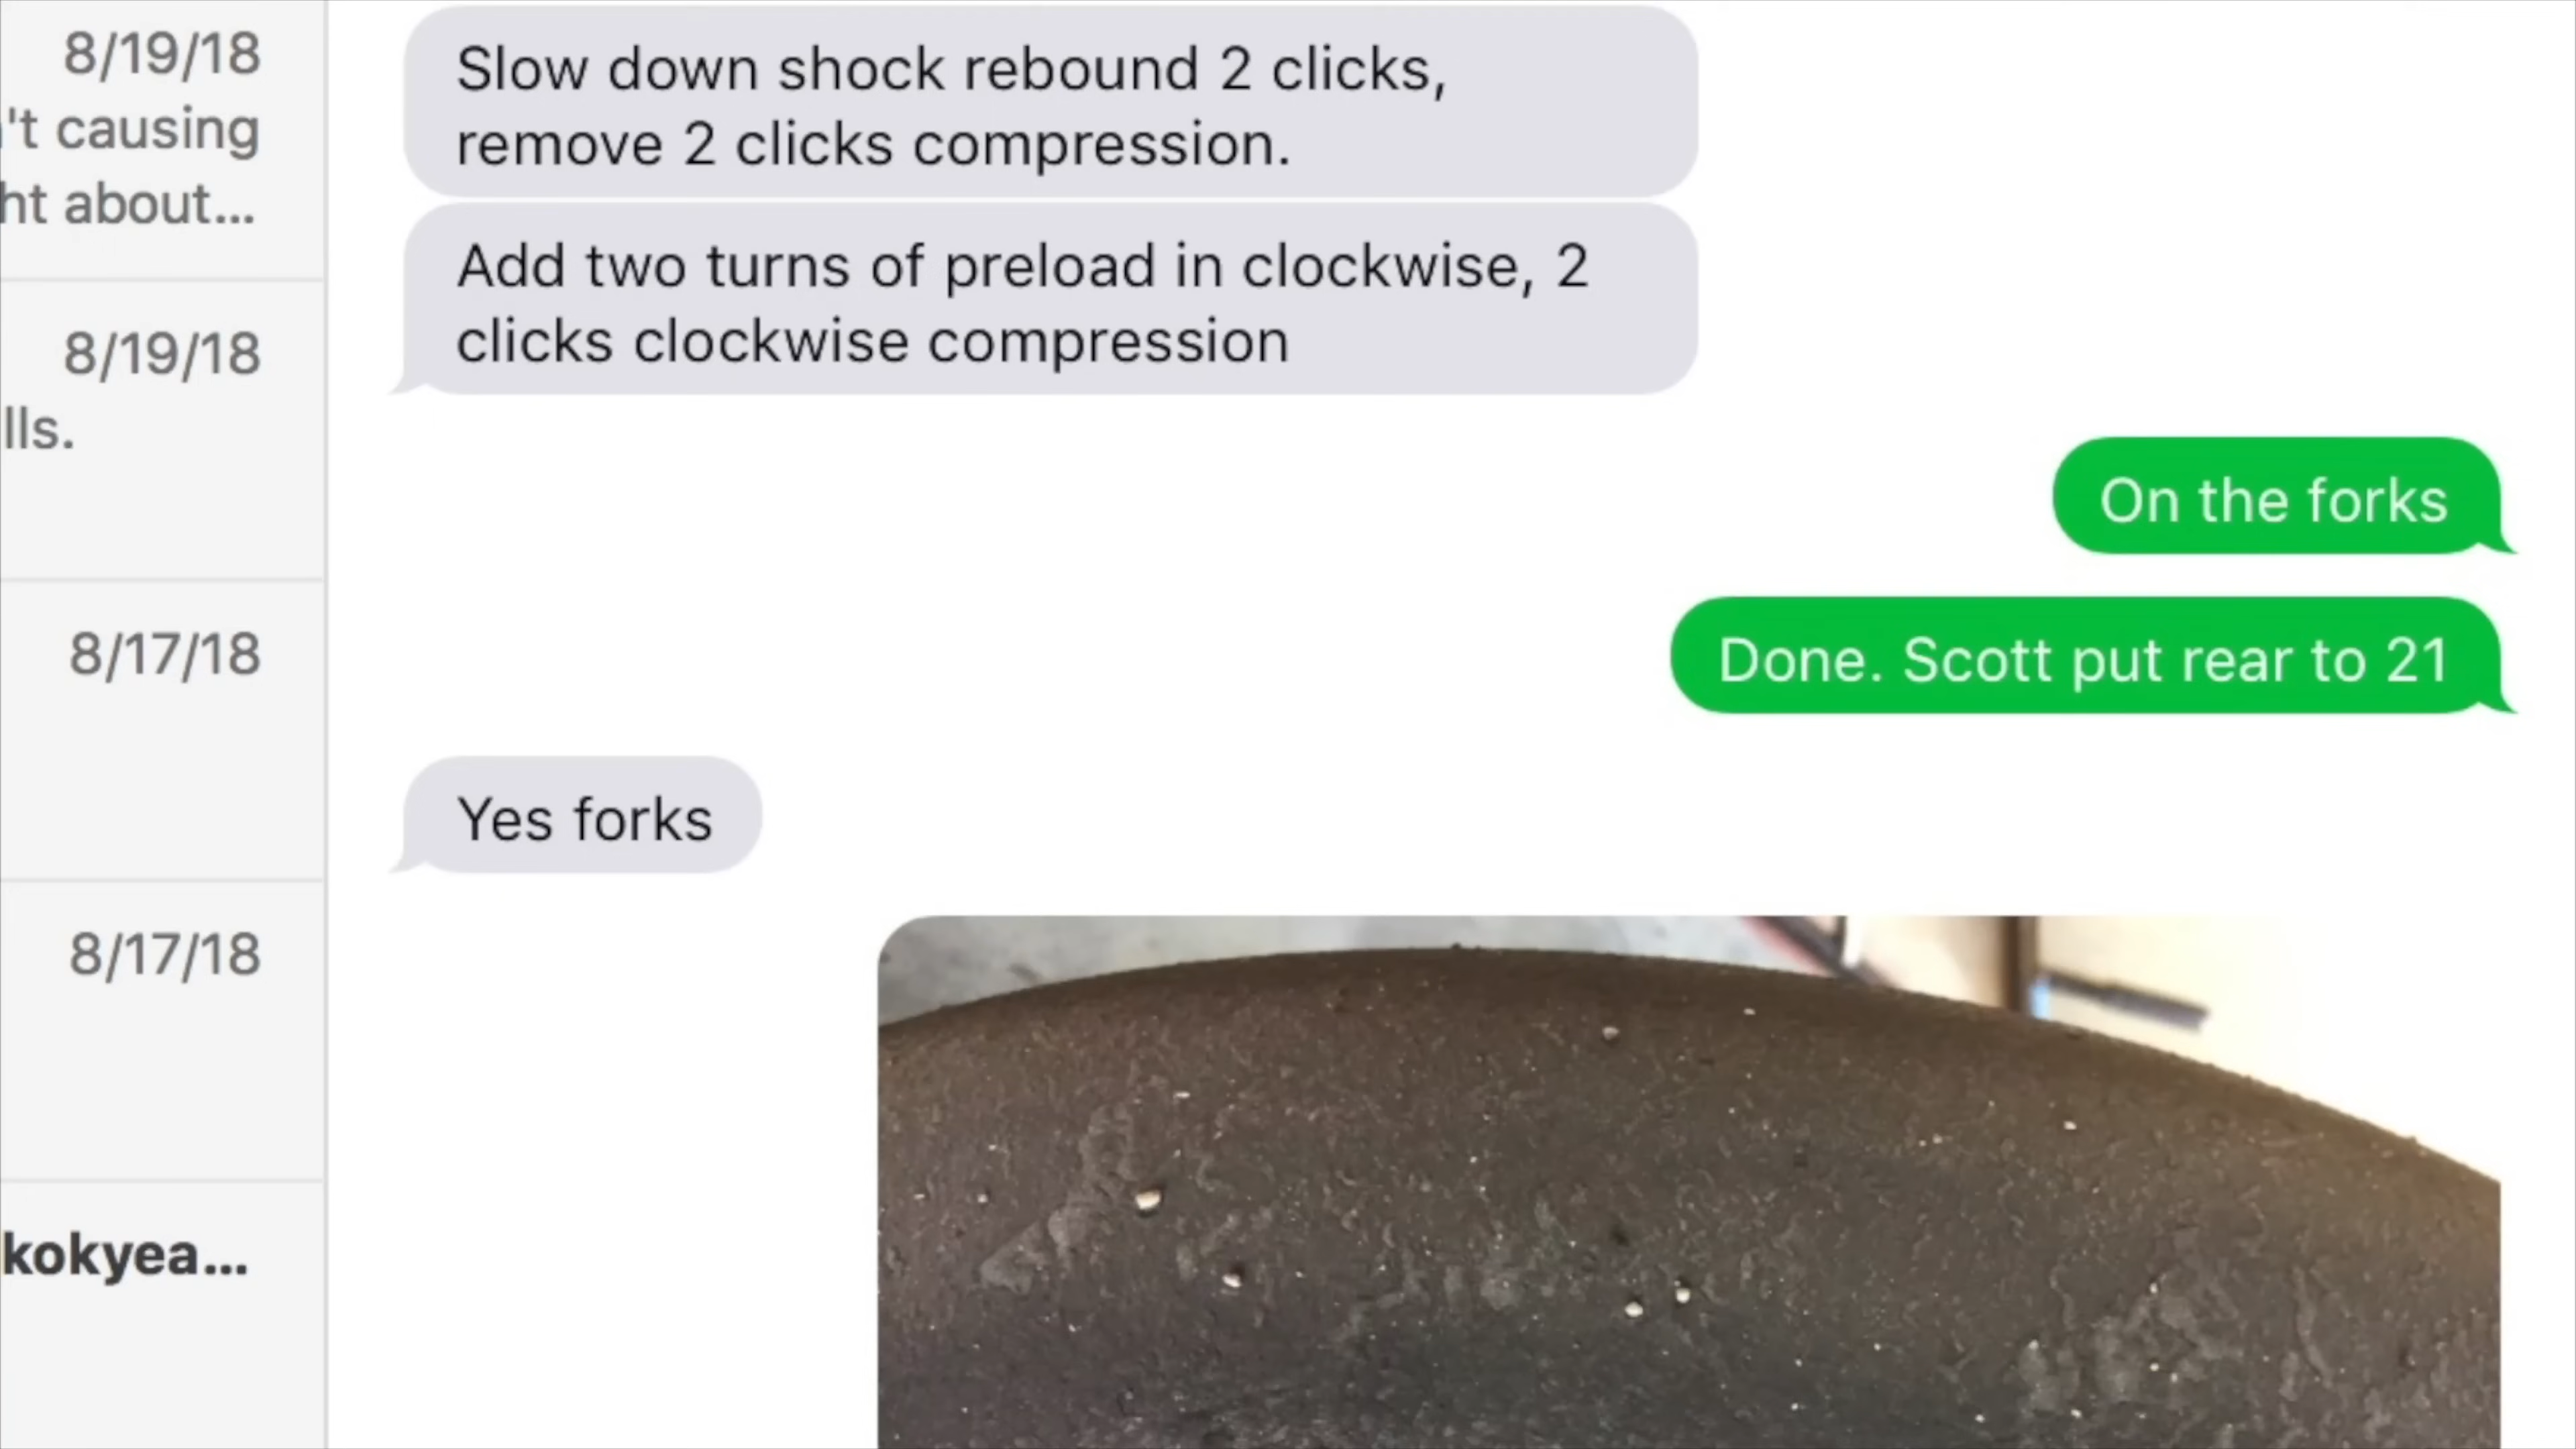 8/19/18
't causing
ht about...
8/19/18
lls.
8/17/18
8/17/18
kokyea...
Slow down shock rebound 2 clicks,
remove 2 clicks compression.
Add two turns of preload in clockwise, 2
clicks clockwise compression
On the forks
Done. Scott put rear to 21
Yes forks